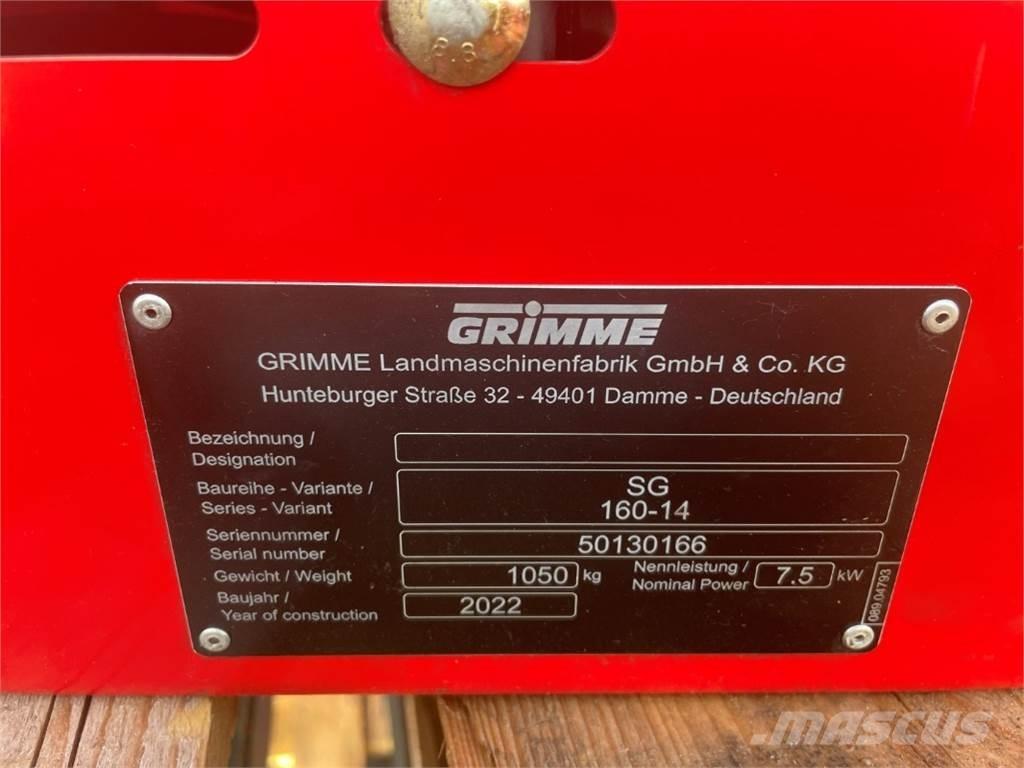 8.8
GRIMME
GRIMME Landmaschinenfabrik GmbH & Co. KG
Hunteburger Straße 32 - 49401 Damme - Deutschland
Bezeichnung /
Designation
Baureihe - Variante /
Series - Variant
SG
160-14
Seriennummer /
Serial number
50130166
Gewicht / Weight
1050 kg
Nennleistung /
Nominal Power
7.5 kW
Baujahr /
Year of construction
2022
089.04793
MASCUS